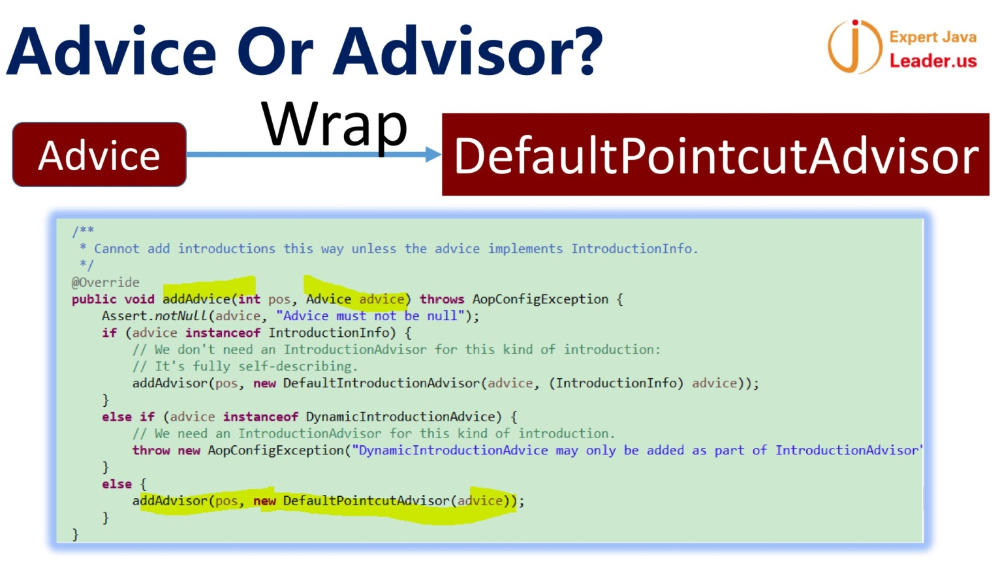 Advice Or Advisor?
Expert Java
Leader.us
Wrap
Advice
DefaultPointcutAdvisor
/**
* Cannot add introductions this way unless the advice implements IntroductionInfo.
*/
@Override
public void addAdvice(int pos, Advice advice) throws AopConfigException {
Assert.notNull(advice, "Advice must not be null");
if (advice instanceof IntroductionInfo) {
// We don't need an IntroductionAdvisor for this kind of introduction:
// It's fully self-describing.
addAdvisor(pos, new DefaultIntroductionAdvisor(advice, (IntroductionInfo) advice));
}
else if (advice instanceof DynamicIntroductionAdvice) {
// We need an IntroductionAdvisor for this kind of introduction.
throw new AopConfigException("DynamicIntroductionAdvice may only be added as part of IntroductionAdvisor"
}
else {
addAdvisor(pos, new DefaultPointcutAdvisor(advice));
}
}